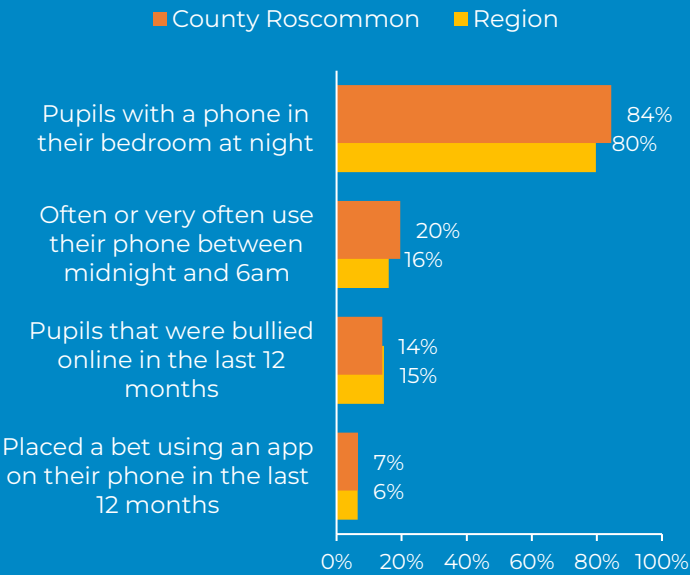 County Roscommon Region
Pupils with a phone in
their bedroom at night
84%
80%
Often or very often use
their phone between
midnight and 6am
20%
16%
Pupils that were bullied
online in the last 12
months
14%
15%
Placed a bet using an app
on their phone in the last
12 months
7%
6%
0% 20% 40% 60% 80% 100%